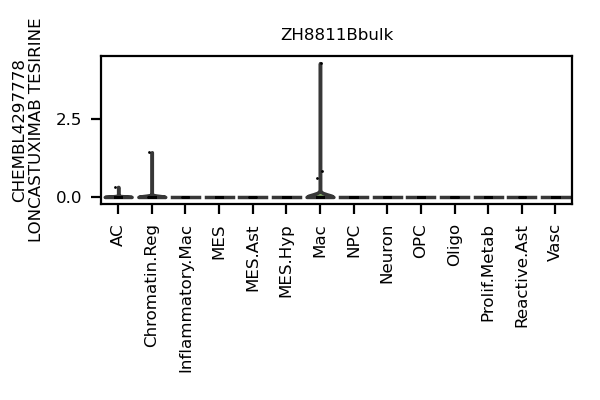 ZH8811Bbulk
CHEMBL4297778
LONCASTUXIMAB TESIRINE
2.5
0.0
AC
Chromatin.Reg
Inflammatory.Mac
MES
MES.Ast
MES.Hyp
Mac
NPC
Neuron
OPC
Oligo
Prolif.Metab
Reactive.Ast
Vasc